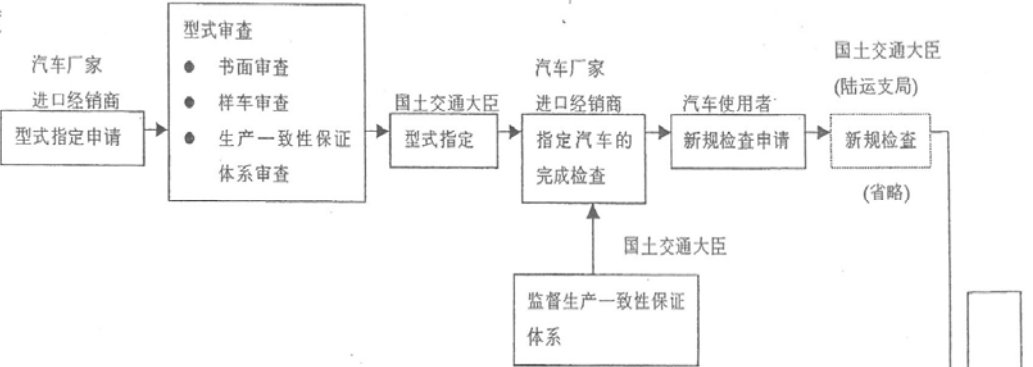 汽车厂家
进口经销商
型式指定申请
型式审查
● 书面审查
● 样车审查
● 生产一致性保证
体系审查
国土交通大臣
型式指定
汽车厂家
进口经销商
指定汽车的
完成检查
汽车使用者
新规检查申请
国土交通大臣
(陆运支局)
新规检查
(省略)
国土交通大臣
监督生产一致性保证
体系